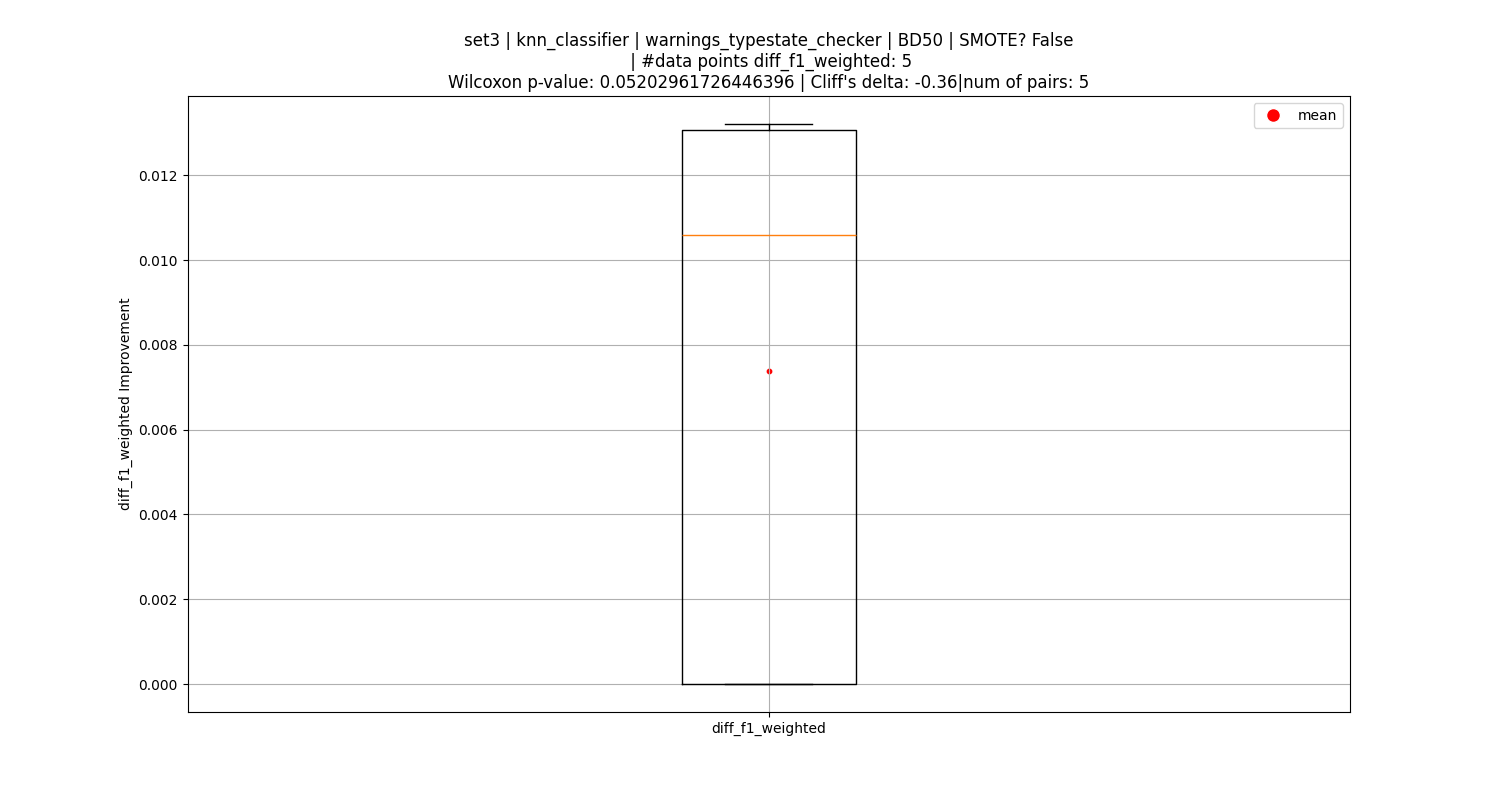 set3 | knn_classifier | warnings_typestate_checker | BD50 | SMOTE? False
| #data points diff_f1_weighted: 5
Wilcoxon p-value: 0.05202961726446396 | Cliff's delta: -0.36|num of pairs: 5
mean
0.012
0.010
0.008
0.006
0.004
0.002
0.000
diff_f1_weighted Improvement
diff_f1_weighted